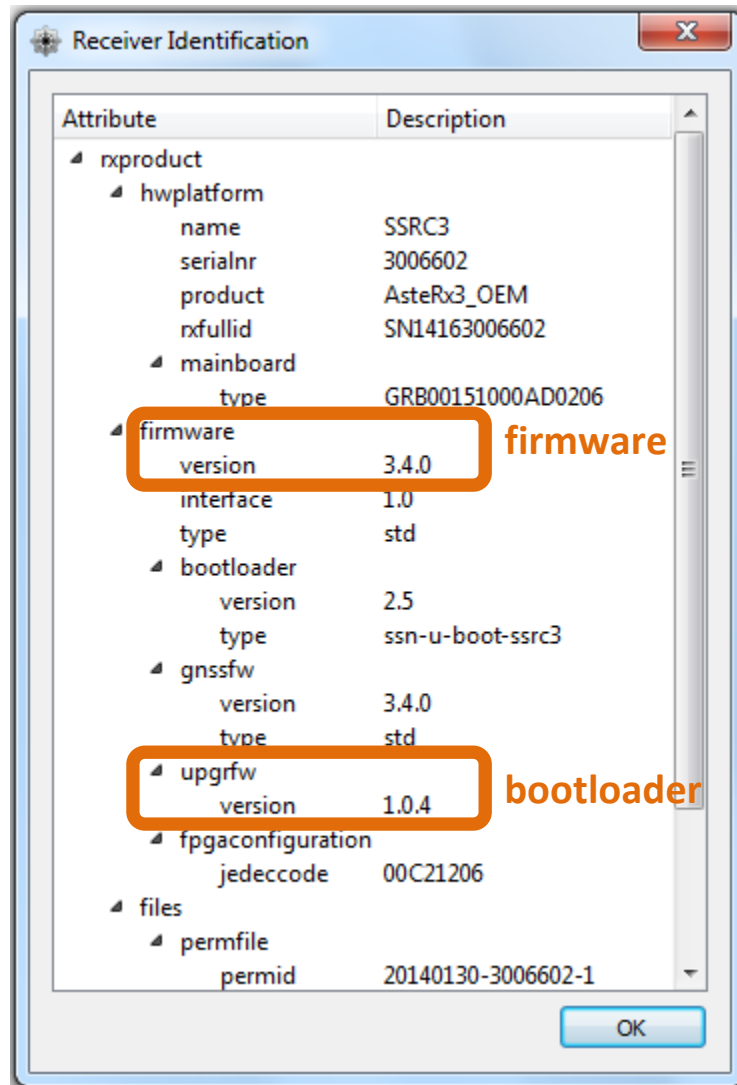 Receiver Identification
Attribute Description
rxproduct
hwplatform
name SSRC3
serialnr 3006602
product AsteRx3_OEM
rxfullid SN14163006602
mainboard
type GRB00151000AD0206
firmware
firmware
version 3.4.0
interface 1.0
type std
bootloader
version 2.5
type ssn-u-boot-ssrc3
gnssfw
version 3.4.0
type std
upgrfw
bootloader
version 1.0.4
fpgaconfiguration
jedeccode 00C21206
files
permfile
permid 20140130-3006602-1
OK